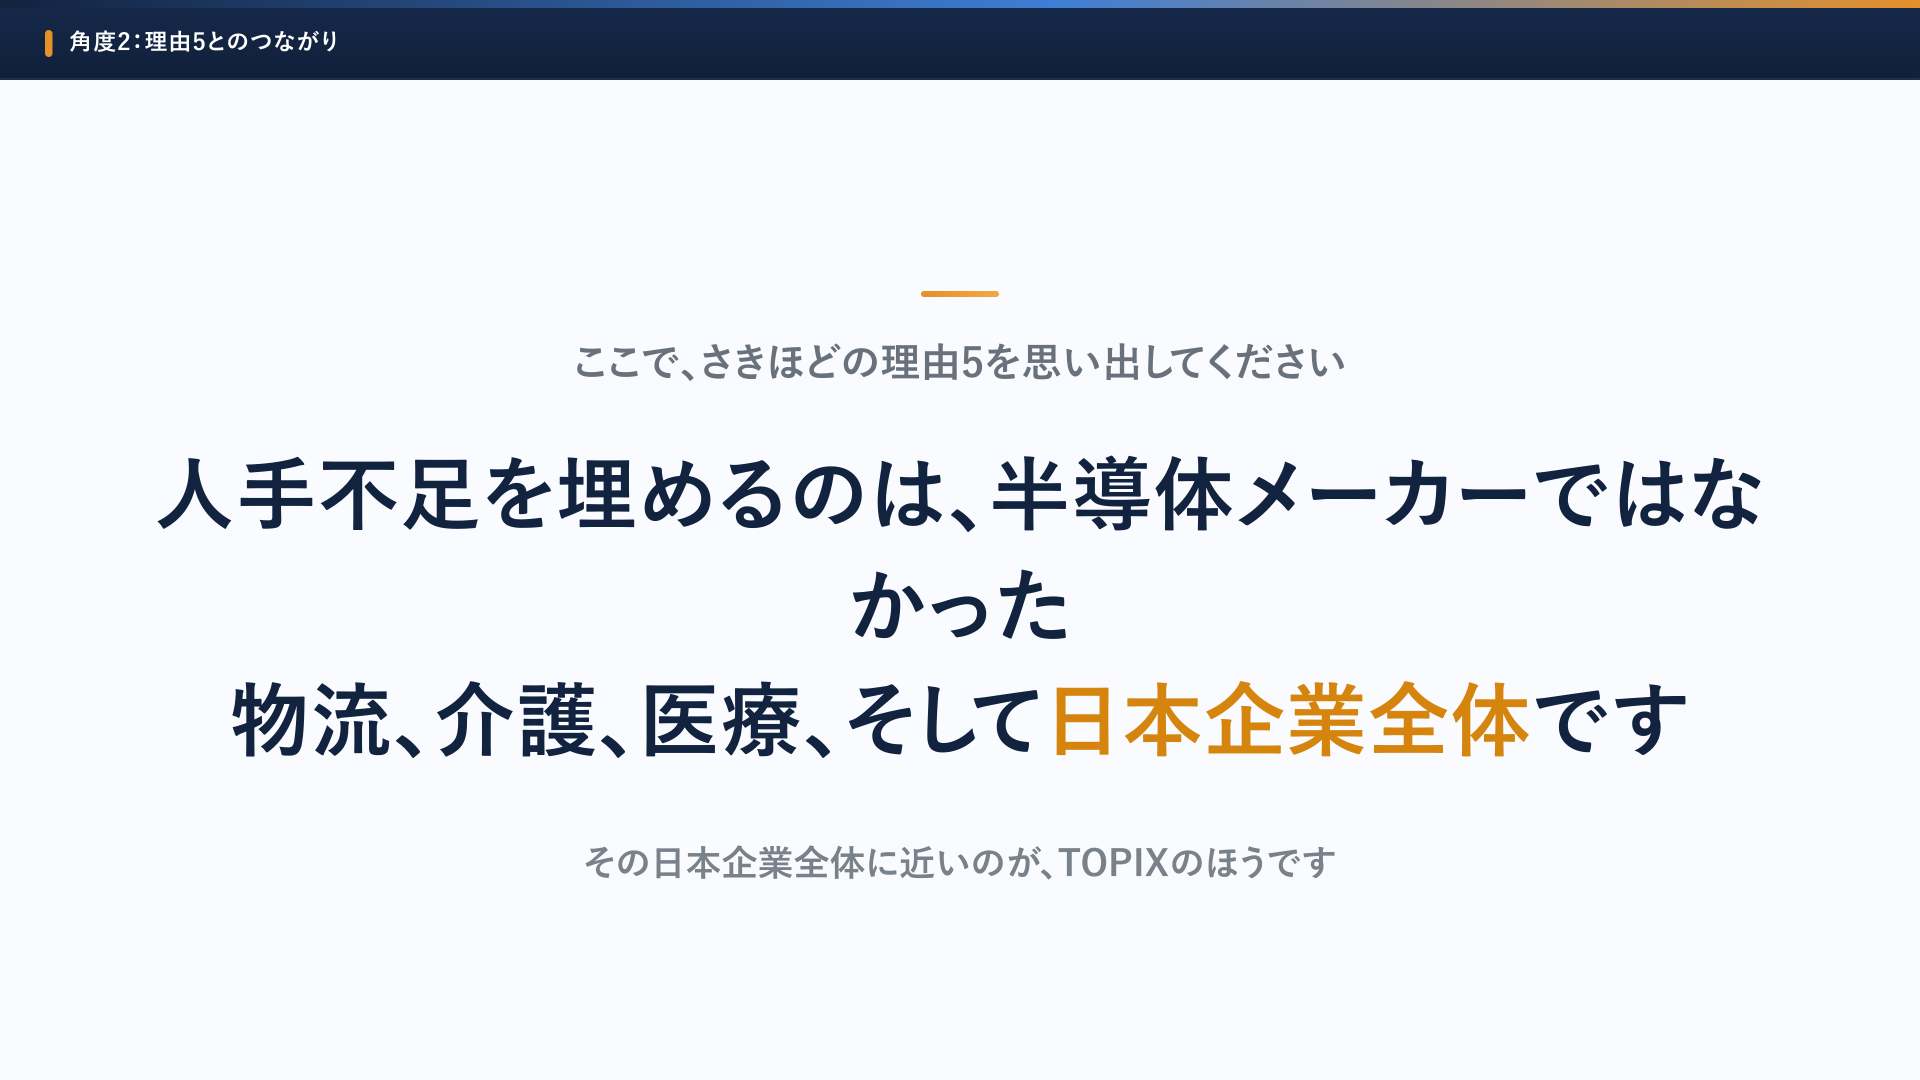 角度2：理由5とのつながり
ここで、さきほどの理由5を思い出してください
人手不足を埋めるのは、半導体メーカーではな
かった
物流、介護、医療、そして日本企業全体です
その日本企業全体に近いのが、TOPIXのほうです